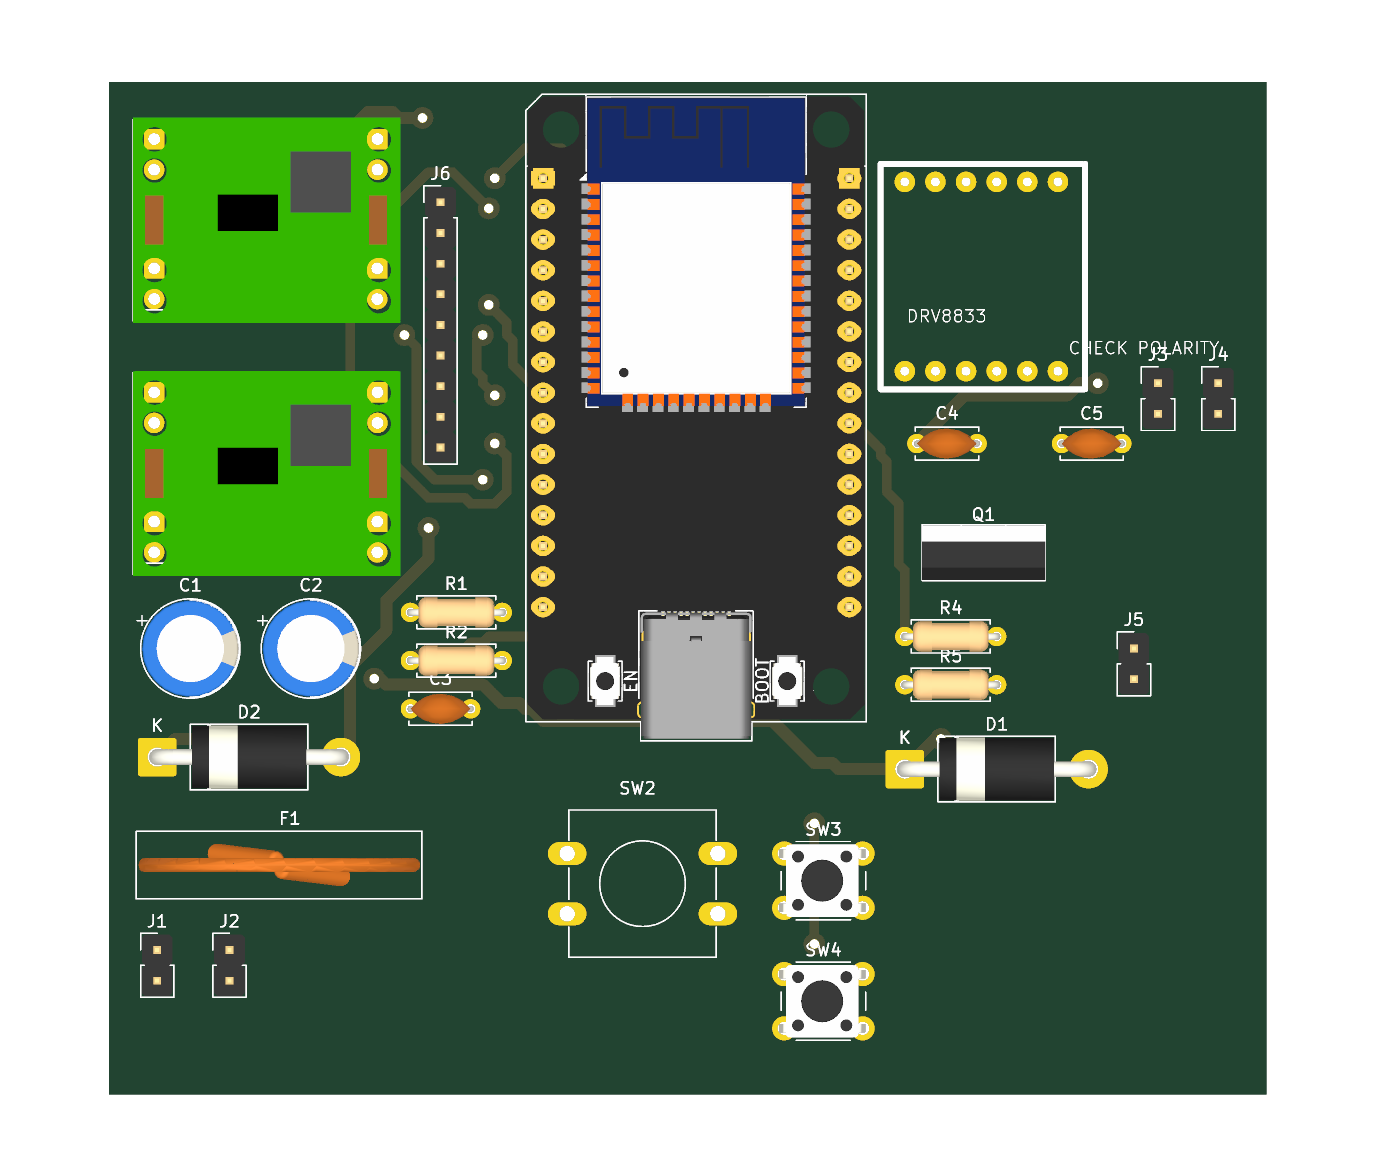 J6
DRV8833
CHECK POLARITY
J3
J4
C4
C5
Q1
C1
C2
+
+
R1
R2
C3
EN
BOOT
R4
R5
J5
K
D2
K
D1
F1
SW2
SW3
J1
J2
SW4